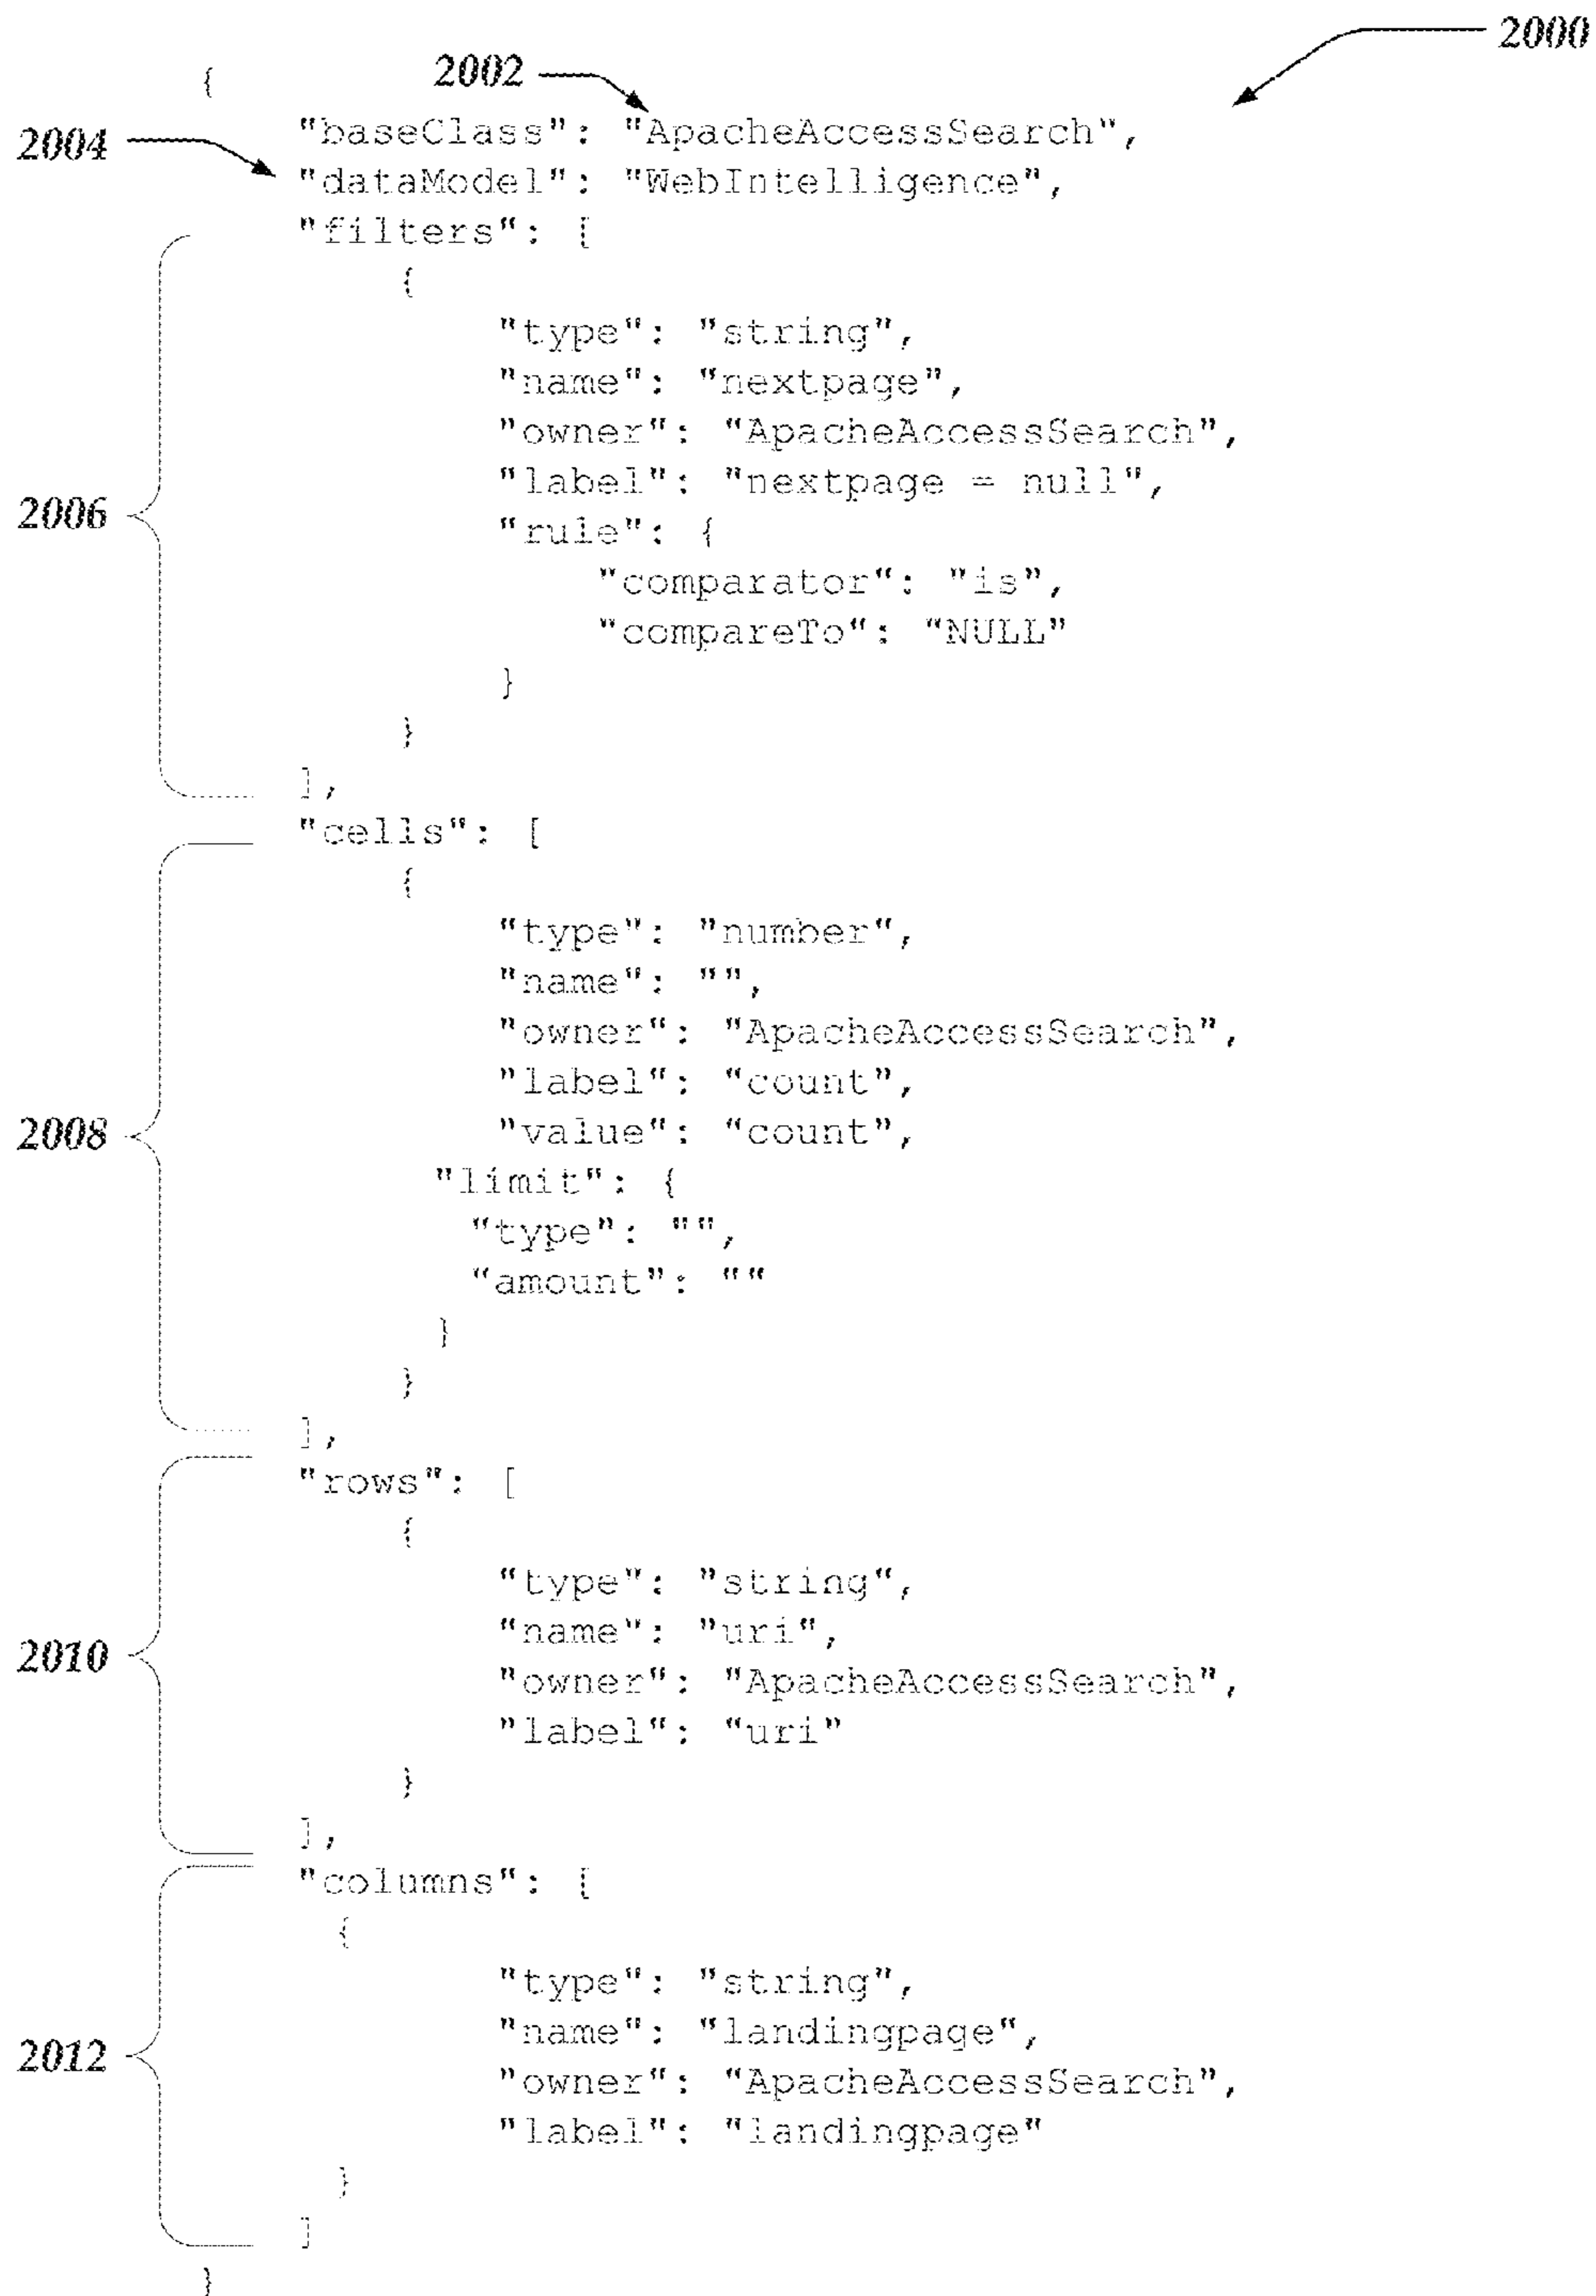 2000
2002
{
2004
"baseClass": "ApacheAccessSearch",
"dataModel": "WebIntelligence",
"filters": [
{
"type": "string",
"name": "nextpage",
"owner": "ApacheAccessSearch",
"label": "nextpage = null",
2006
"rule": {
"comparator": "is",
"compareTo": "NULL"
}
}
],
"cells": [
{
"type": "number",
"name": "",
"owner": "ApacheAccessSearch",
"label": "count",
2008
"value": "count",
"limit": {
"type": "",
"amount": ""
}
}
],
"rows": [
{
"type": "string",
"name": "uri",
2010
"owner": "ApacheAccessSearch",
"label": "uri"
}
],
"columns": [
{
"type": "string",
"name": "landingpage",
2012
"owner": "ApacheAccessSearch",
"label": "landingpage"
}
]
}